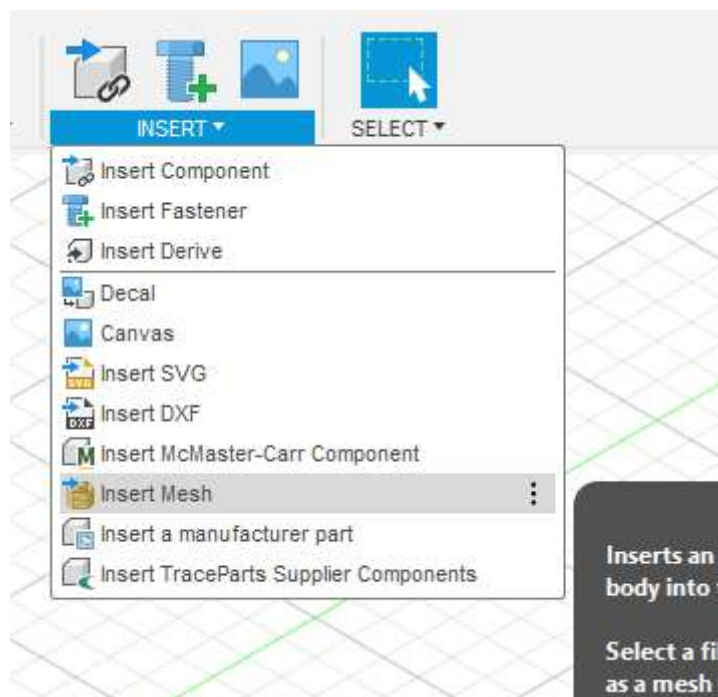 INSERT
SELECT
Insert Component
Insert Fastener
Insert Derive
Decal
Canvas
SVG
Insert SVG
DXF
Insert DXF
M
Insert McMaster-Carr Component
Insert Mesh
Insert a manufacturer part
Insert TraceParts Supplier Components
Inserts an
body into
Select a
as a mesh